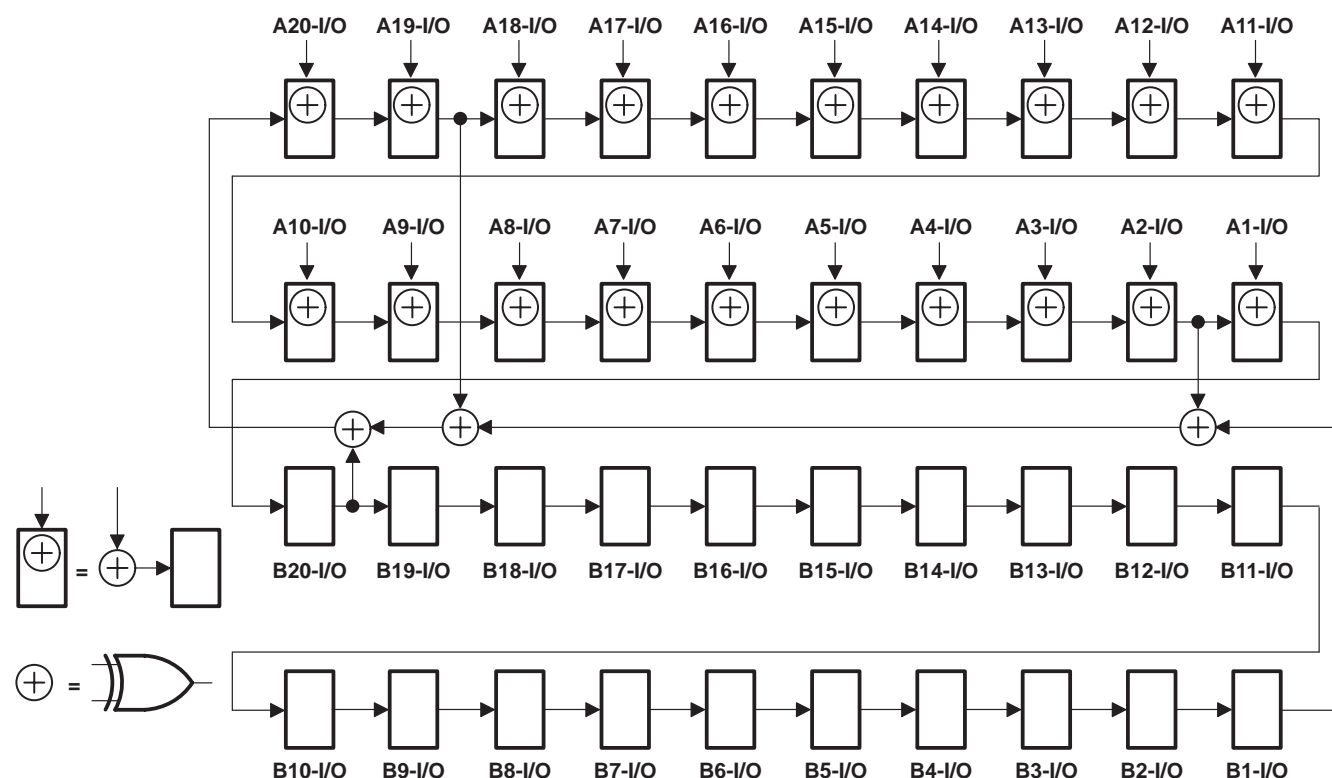 A20-I/O A19-I/O A18-I/O A17-I/O A16-I/O A15-I/O A14-I/O A13-I/O A12-I/O A11-I/O
A10-I/O A9-I/O A8-I/O A7-I/O A6-I/O A5-I/O A4-I/O A3-I/O A2-I/O A1-I/O
B20-I/O B19-I/O B18-I/O B17-I/O B16-I/O B15-I/O B14-I/O B13-I/O B12-I/O B11-I/O
=
=
B10-I/O B9-I/O B8-I/O B7-I/O B6-I/O B5-I/O B4-I/O B3-I/O B2-I/O B1-I/O